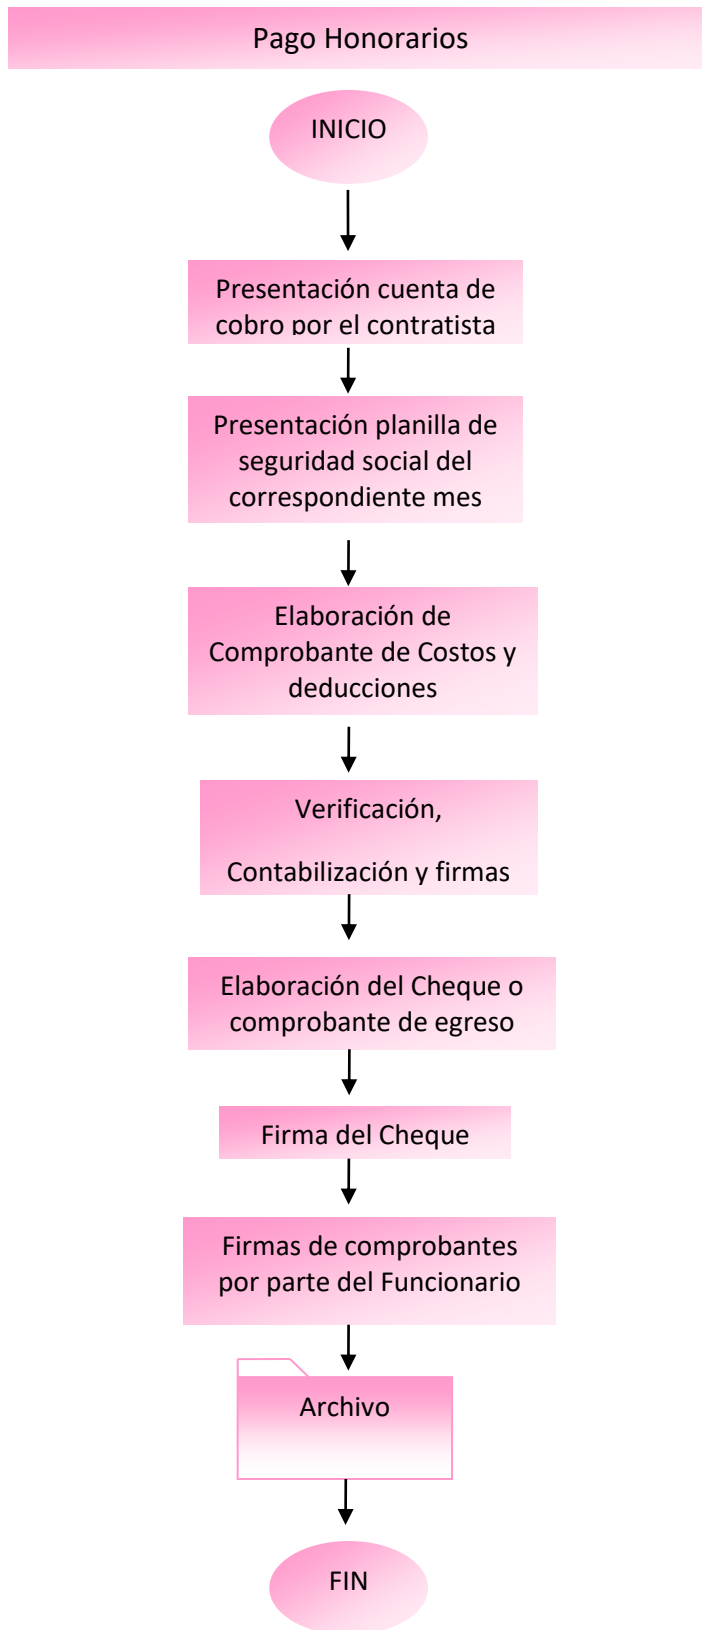 Pago Honorarios
INICIO
Presentación cuenta de
cobro por el contratista
Presentación planilla de
seguridad social del
correspondiente mes
Elaboración de
Comprobante de Costos y
deducciones
Verificación,
Contabilización y firmas
Elaboración del Cheque o
comprobante de egreso
Firma del Cheque
Firmas de comprobantes
por parte del Funcionario
Archivo
FIN